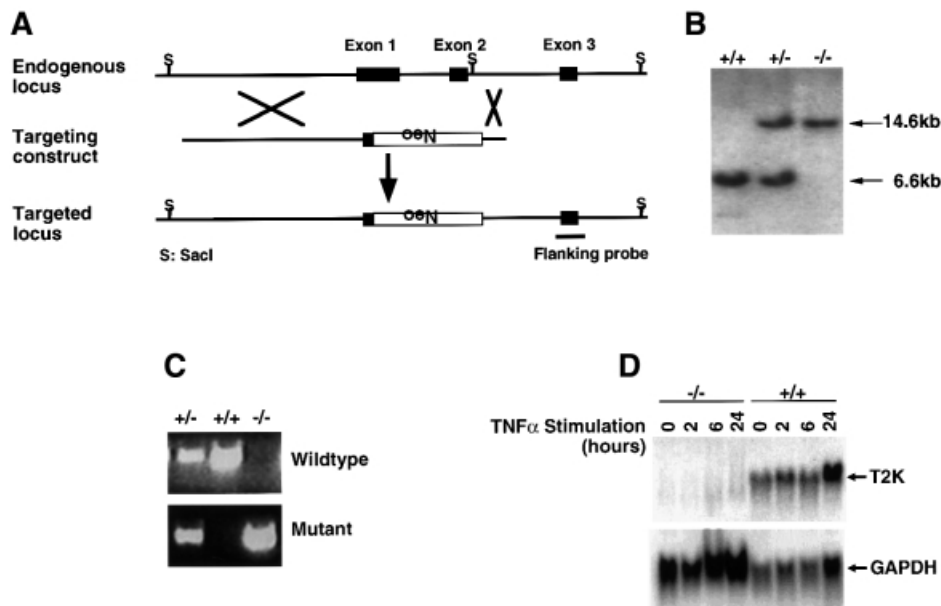 A
Exon 1 Exon 2 Exon 3
S S S
Endogenous
locus
Targeting
construct
Neo
Targeted
locus
S S
Neo
S: SacI
Flanking probe
B
+/+ +/- -/-
14.6kb
6.6kb
C
+/- +/+ -/-
Wildtype
Mutant
D
-/- +/+
TNFα Stimulation
(hours)
0 2 6 24 0 2 6 24
T2K
GAPDH